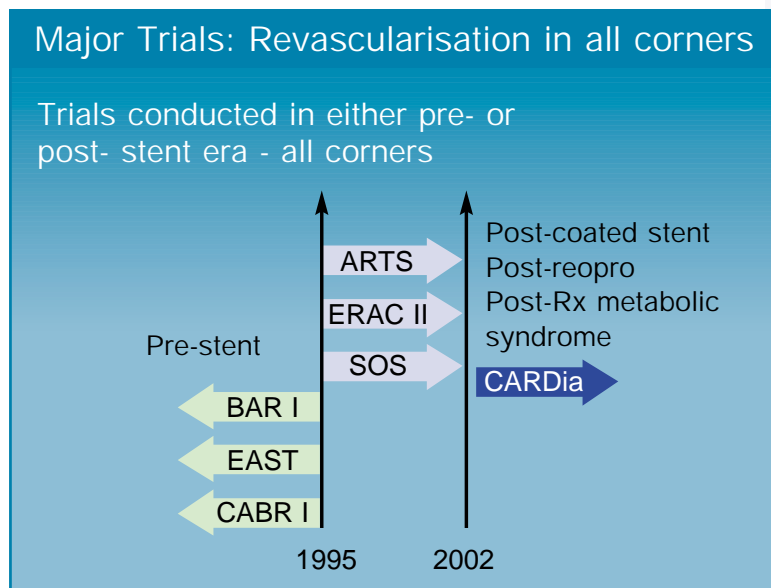 Major Trials: Revascularisation in all corners
Trials conducted in either pre- or
post- stent era - all corners
Pre-stent
BAR I
EAST
CABR I
ARTS
ERAC II
SOS
Post-coated stent
Post-reopro
Post-Rx metabolic
syndrome
CARDia
1995
2002